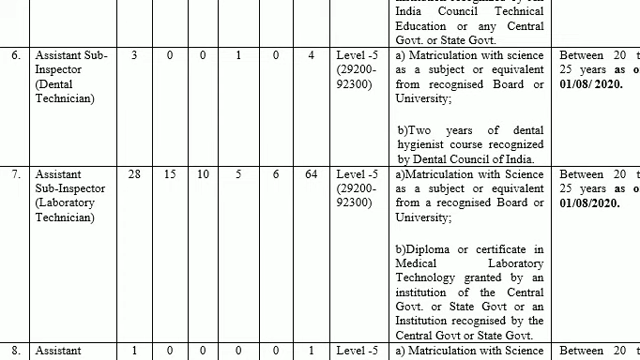 India Council Technical
Education or any Central
Govt. or State Govt.
6. Assistant Sub-Inspector (Dental Technician) 3 0 0 1 0 4 Level -5 (29200-92300)
a) Matriculation with science
as a subject or equivalent
from recognised Board or
University;
b)Two years of dental
hygienist course recognized
by Dental Council of India.
Between 20
25 years as
01/08/ 2020.
7. Assistant Sub-Inspector (Laboratory Technician) 28 15 10 5 6 64 Level -5 (29200-92300)
a)Matriculation with Science
as a subject or equivalent
from a recognised Board or
University;
b)Diploma or certificate in
Medical Laboratory
Technology granted by an
institution of the Central
Govt. or State Govt or an
Institution recognised by the
Central Govt or State Govt.
Between 20
25 years as
01/08/2020.
8. Assistant 1 0 0 0 0 1 Level -5 a) Matriculation with Science Between 20